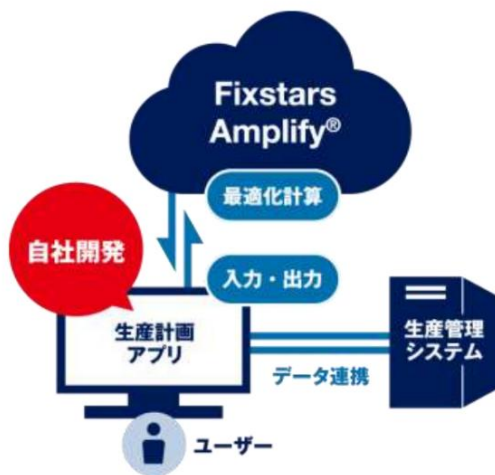 Fixstars
Amplify®
最適化計算
自社開発
入力・出力
生産計画
アプリ
生産管理
システム
データ連携
ユーザー